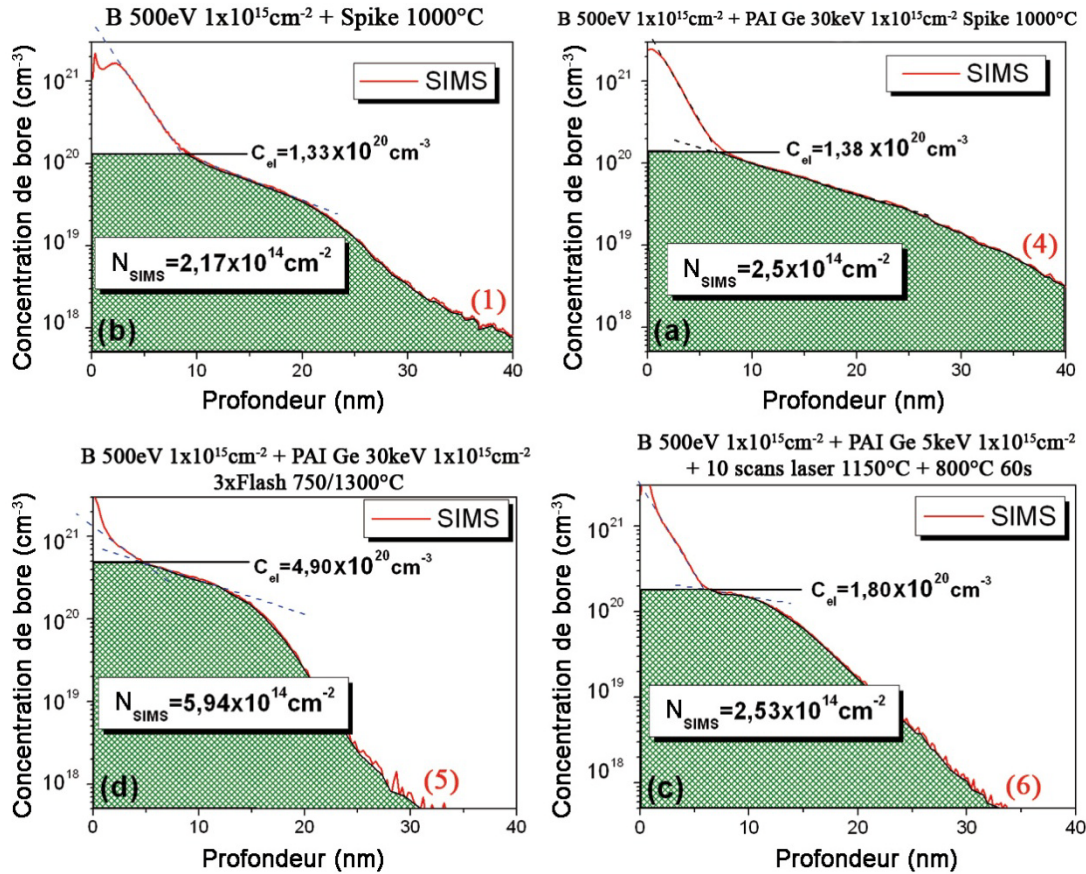 B 500eV 1x10¹⁵cm⁻² + Spike 1000°C
Concentration de bore (cm⁻³)
10²¹
10²⁰
10¹⁹
10¹⁸
SIMS
C_el=1,33x10²⁰cm⁻³
N_SIMS=2,17x10¹⁴cm⁻²
(1)
(b)
0 10 20 30 40
Profondeur (nm)
B 500eV 1x10¹⁵cm⁻² + PAI Ge 30keV 1x10¹⁵cm⁻² Spike 1000°C
Concentration de bore (cm⁻³)
10²¹
10²⁰
10¹⁹
10¹⁸
SIMS
C_el=1,38 x10²⁰cm⁻³
N_SIMS=2,5x10¹⁴cm⁻²
(4)
(a)
0 10 20 30 40
Profondeur (nm)
B 500eV 1x10¹⁵cm⁻² + PAI Ge 30keV 1x10¹⁵cm⁻²
3xFlash 750/1300°C
Concentration de bore (cm⁻³)
10²¹
10²⁰
10¹⁹
10¹⁸
SIMS
C_el=4,90x10²⁰cm⁻³
N_SIMS=5,94x10¹⁴cm⁻²
(5)
(d)
0 10 20 30 40
Profondeur (nm)
B 500eV 1x10¹⁵cm⁻² + PAI Ge 5keV 1x10¹⁵cm⁻²
+ 10 scans laser 1150°C + 800°C 60s
Concentration de bore (cm⁻³)
10²¹
10²⁰
10¹⁹
10¹⁸
SIMS
C_el=1,80x10²⁰cm⁻³
N_SIMS=2,53x10¹⁴cm⁻²
(6)
(c)
0 10 20 30 40
Profondeur (nm)